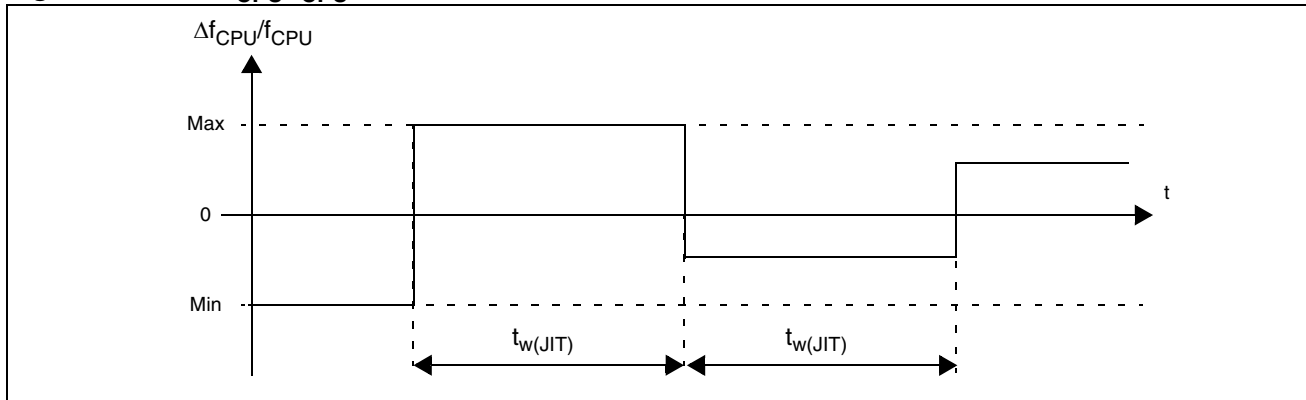 Δf_CPU/f_CPU
Max
t
0
Min
t_w(JIT) t_w(JIT)